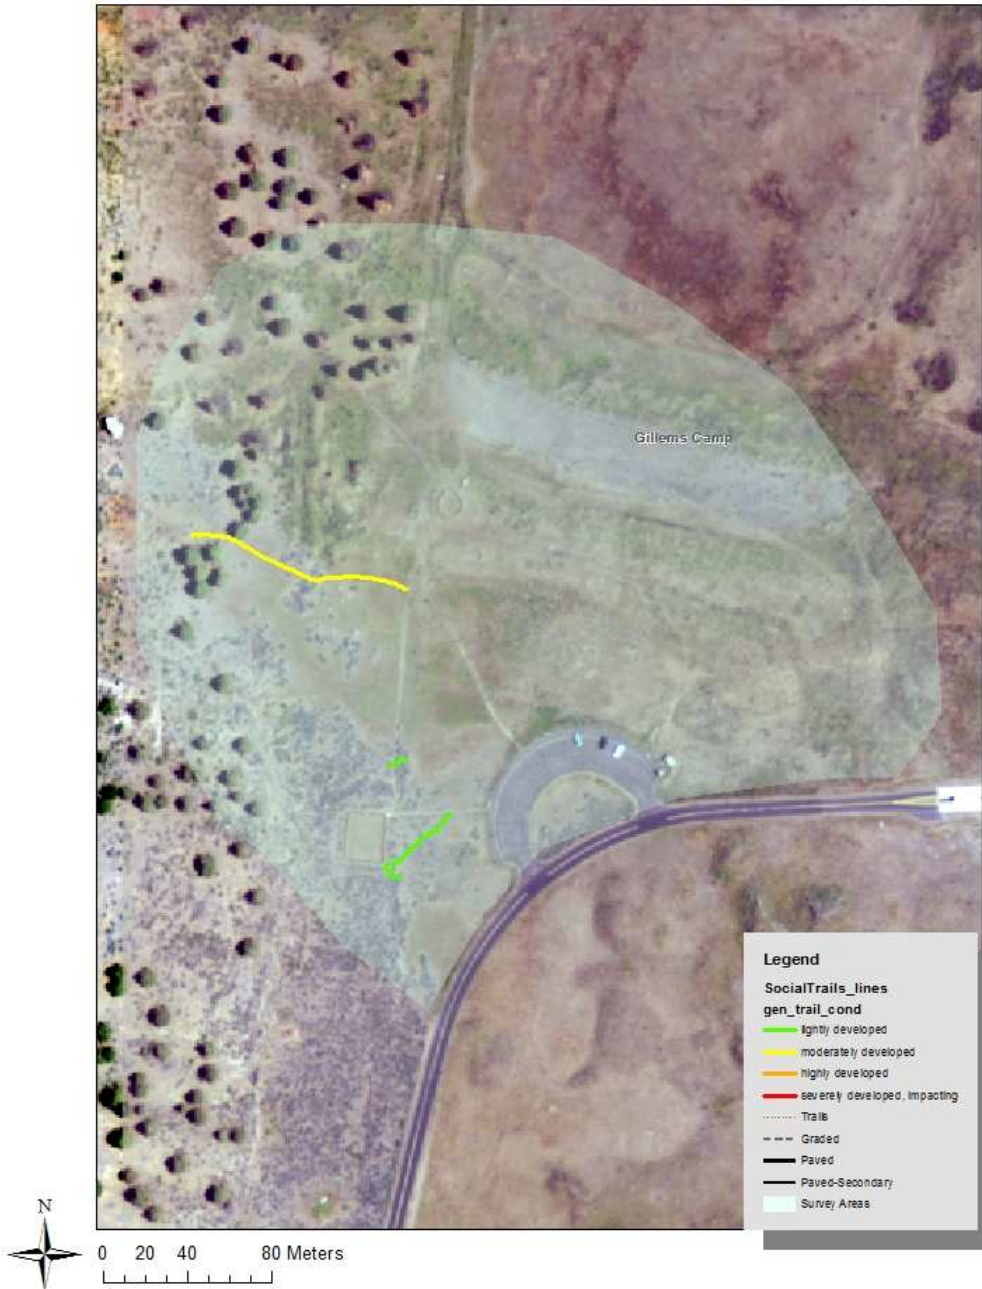 Gillems Camp
Legend
SocialTrails_lines
gen_trail_cond
lightly developed
moderately developed
highly developed
severely developed, impacting
Trails
Graded
Paved
Paved-Secondary
Survey Areas
N
0 20 40 80 Meters